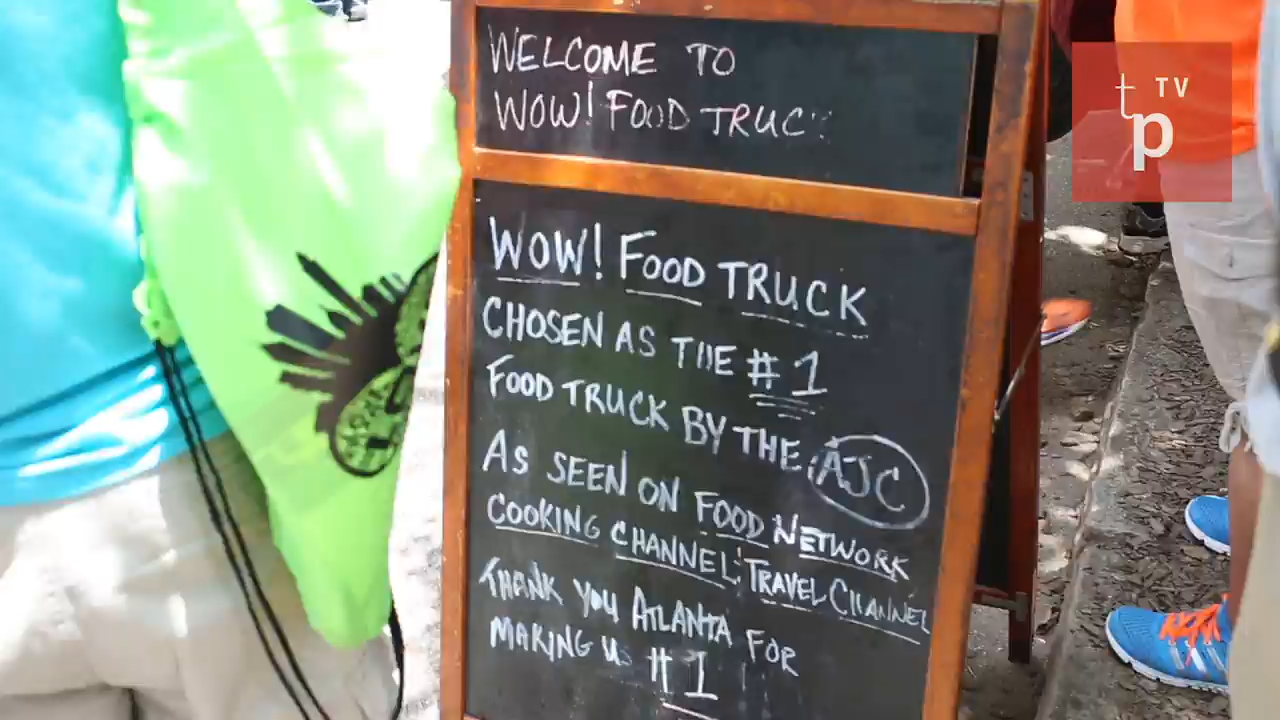 WELCOME TO
WOW! FOOD TRUC
WOW! FOOD TRUCK
CHOSEN AS THE #1
FOOD TRUCK BY THE AJC
AS SEEN ON FOOD NETWORK
COOKING CHANNEL: TRAVEL CHANNEL
THANK YOU ATLANTA FOR
MAKING US #1
tp TV